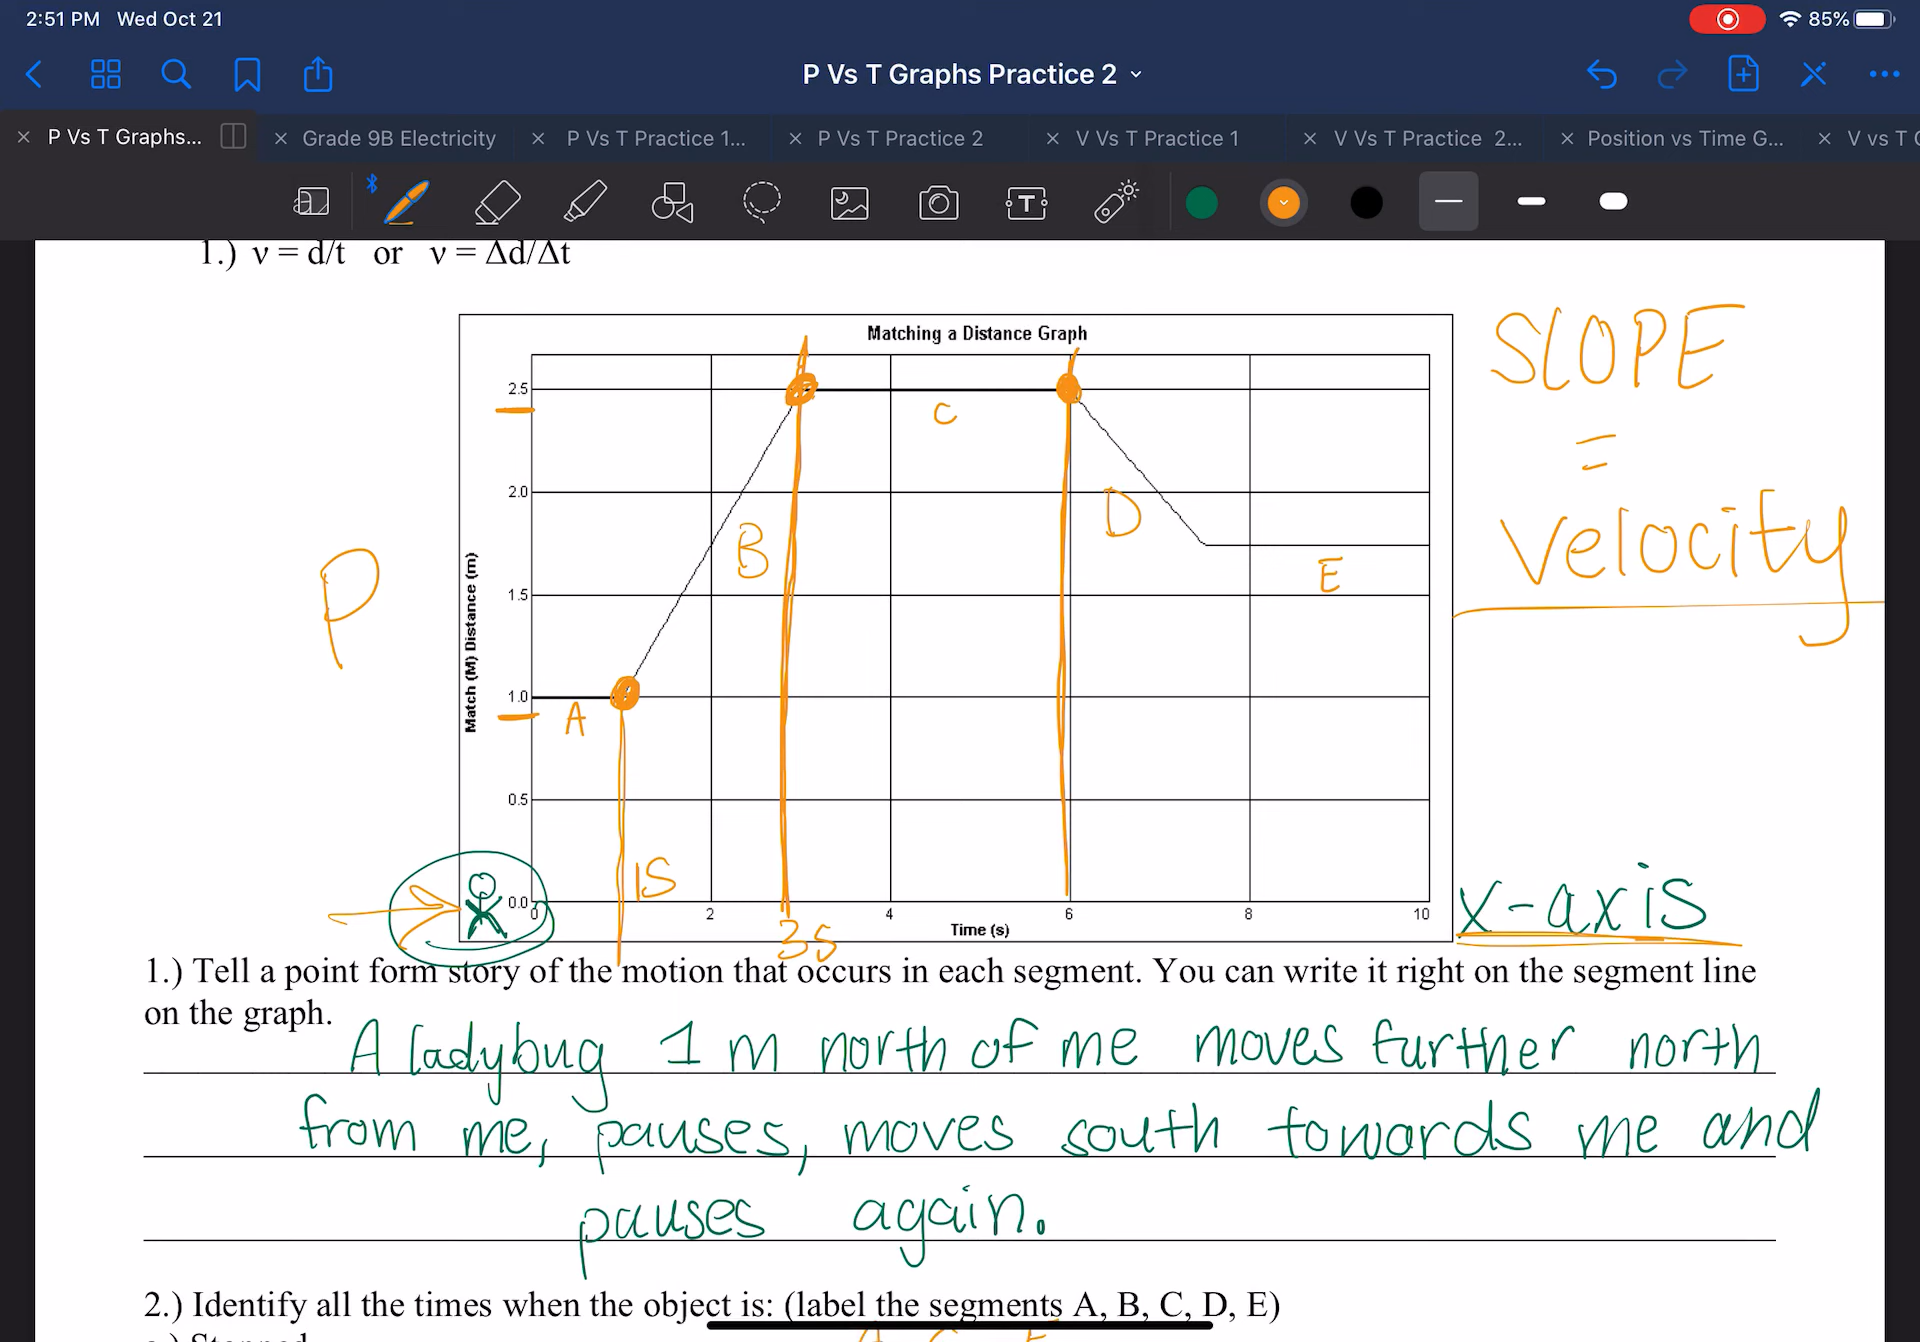 2:51 PM Wed Oct 21
85%
P Vs T Graphs Practice 2
P Vs T Graphs...
Grade 9B Electricity
P Vs T Practice 1...
P Vs T Practice 2
V Vs T Practice 1
V Vs T Practice 2...
Position vs Time G...
V vs T
1.) v = d/t or v = Δd/Δt
Matching a Distance Graph
SLOPE
=
velocity
P
Match (M) Distance (m)
2.5
2.0
1.5
1.0
0.5
0.0
A
B
C
D
E
1S
0 2 4 6 8 10
Time (s)
3S
x-axis
1.) Tell a point form story of the motion that occurs in each segment. You can write it right on the segment line
on the graph.
A ladybug 1 m north of me moves further north
from me, pauses, moves south towards me and
pauses again.
2.) Identify all the times when the object is: (label the segments A, B, C, D, E)